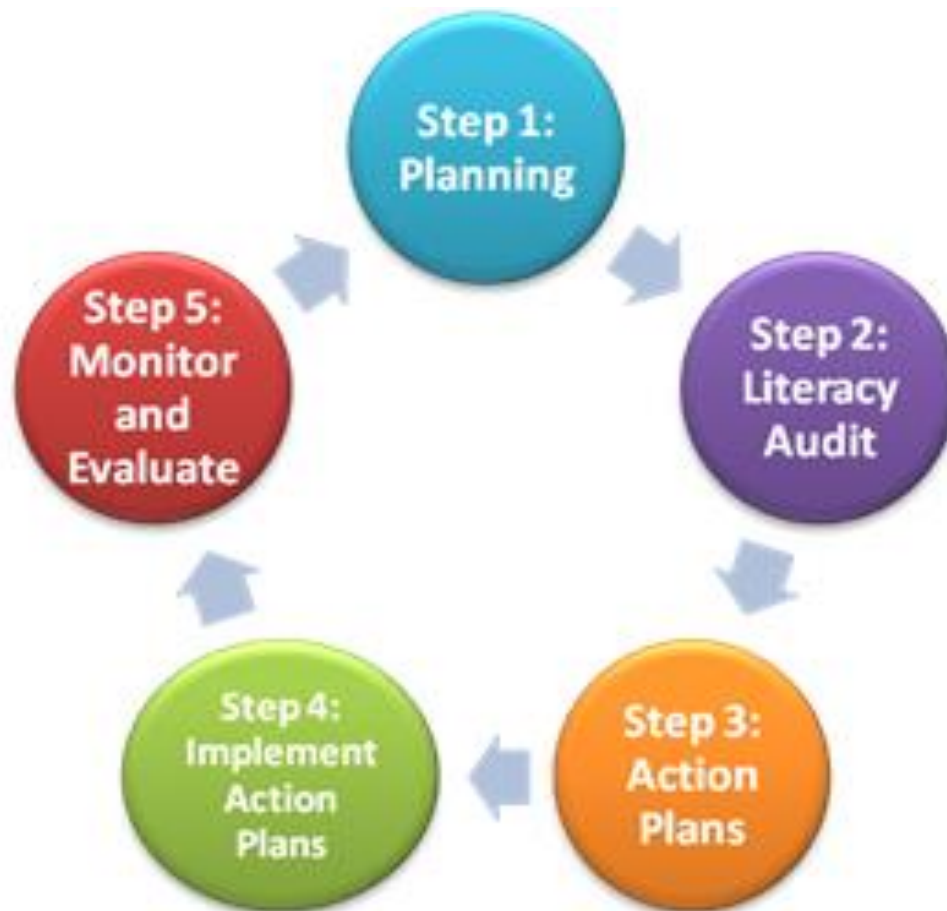 Step 1:
Planning
Step 2:
Literacy
Audit
Step 3:
Action
Plans
Step 4:
Implement
Action
Plans
Step 5:
Monitor
and
Evaluate